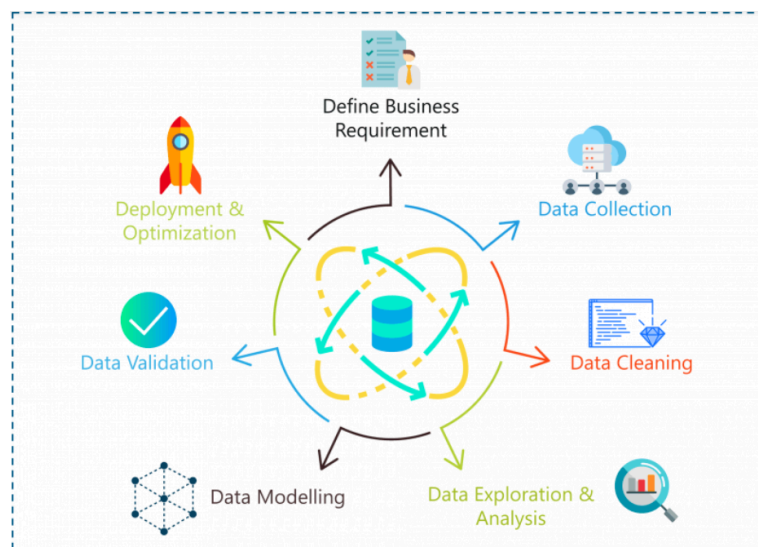 Define Business
Requirement
Data Collection
Data Cleaning
Data Exploration &
Analysis
Data Modelling
Data Validation
Deployment &
Optimization